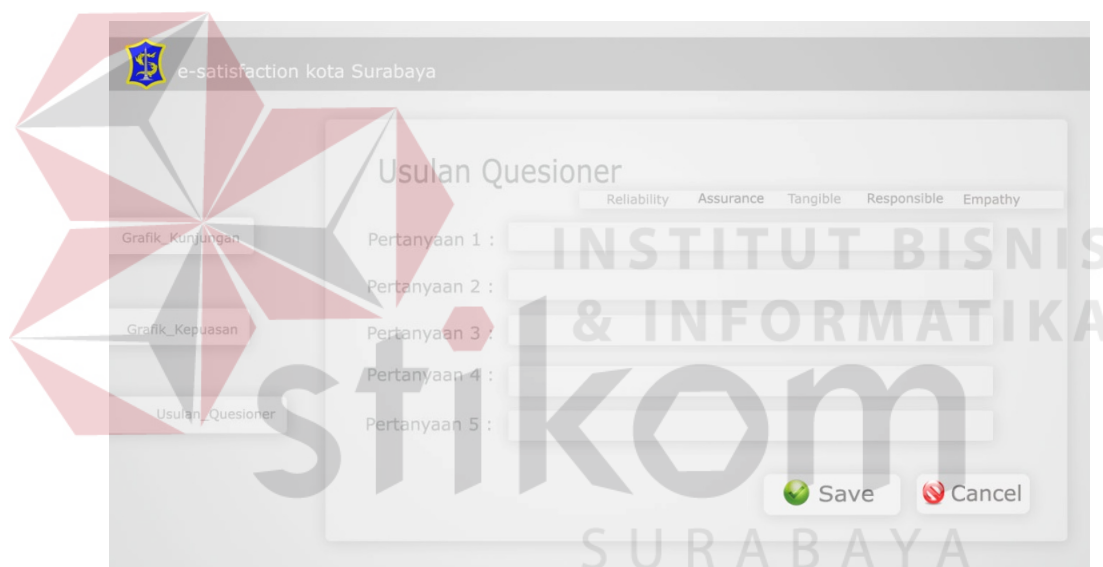 e-satisfaction kota Surabaya
Usulan Quesioner
Reliability Assurance Tangible Responsible Empathy
Grafik_Kunjungan
Pertanyaan 1 :
Pertanyaan 2 :
Grafik_Kepuasan
Pertanyaan 3 :
Pertanyaan 4 :
Usulan_Quesioner
Pertanyaan 5 :
Save Cancel
INSTITUT BISNIS
& INFORMATIKA
stikom
SURABAYA